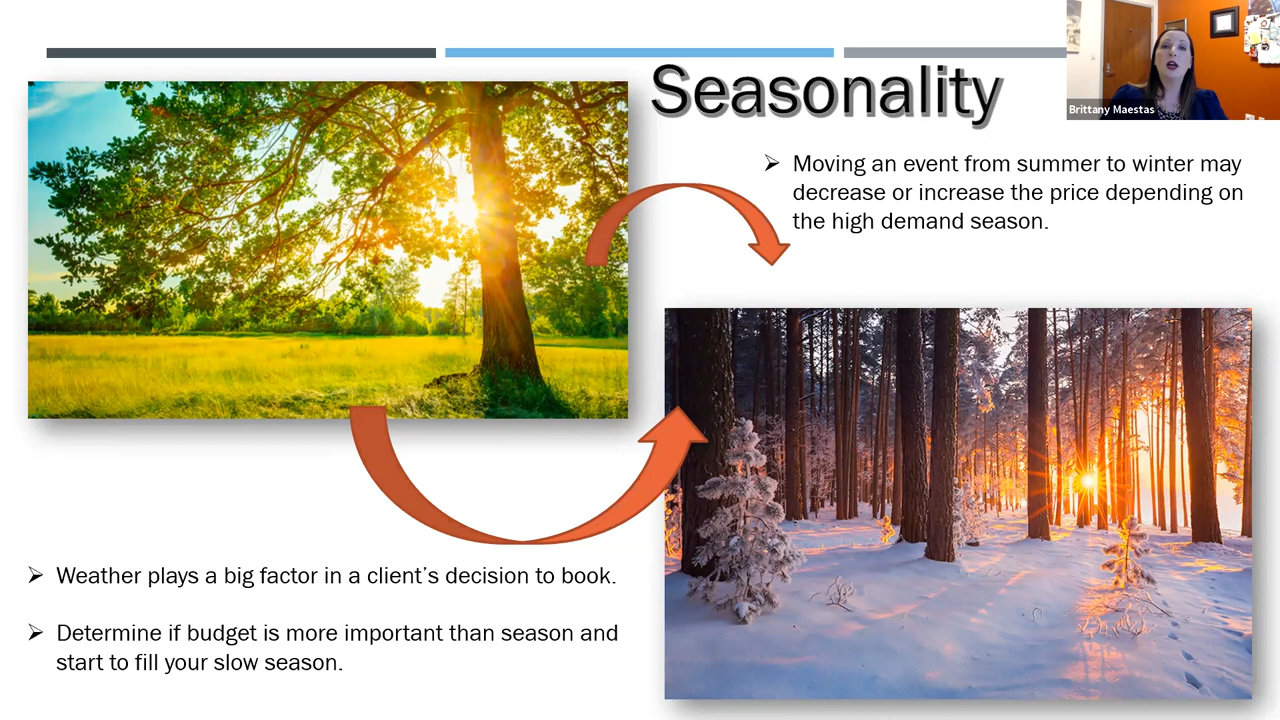 Seasonality
Brittany Maestas
➢ Moving an event from summer to winter may
decrease or increase the price depending on
the high demand season.
➢ Weather plays a big factor in a client's decision to book.
➢ Determine if budget is more important than season and
start to fill your slow season.